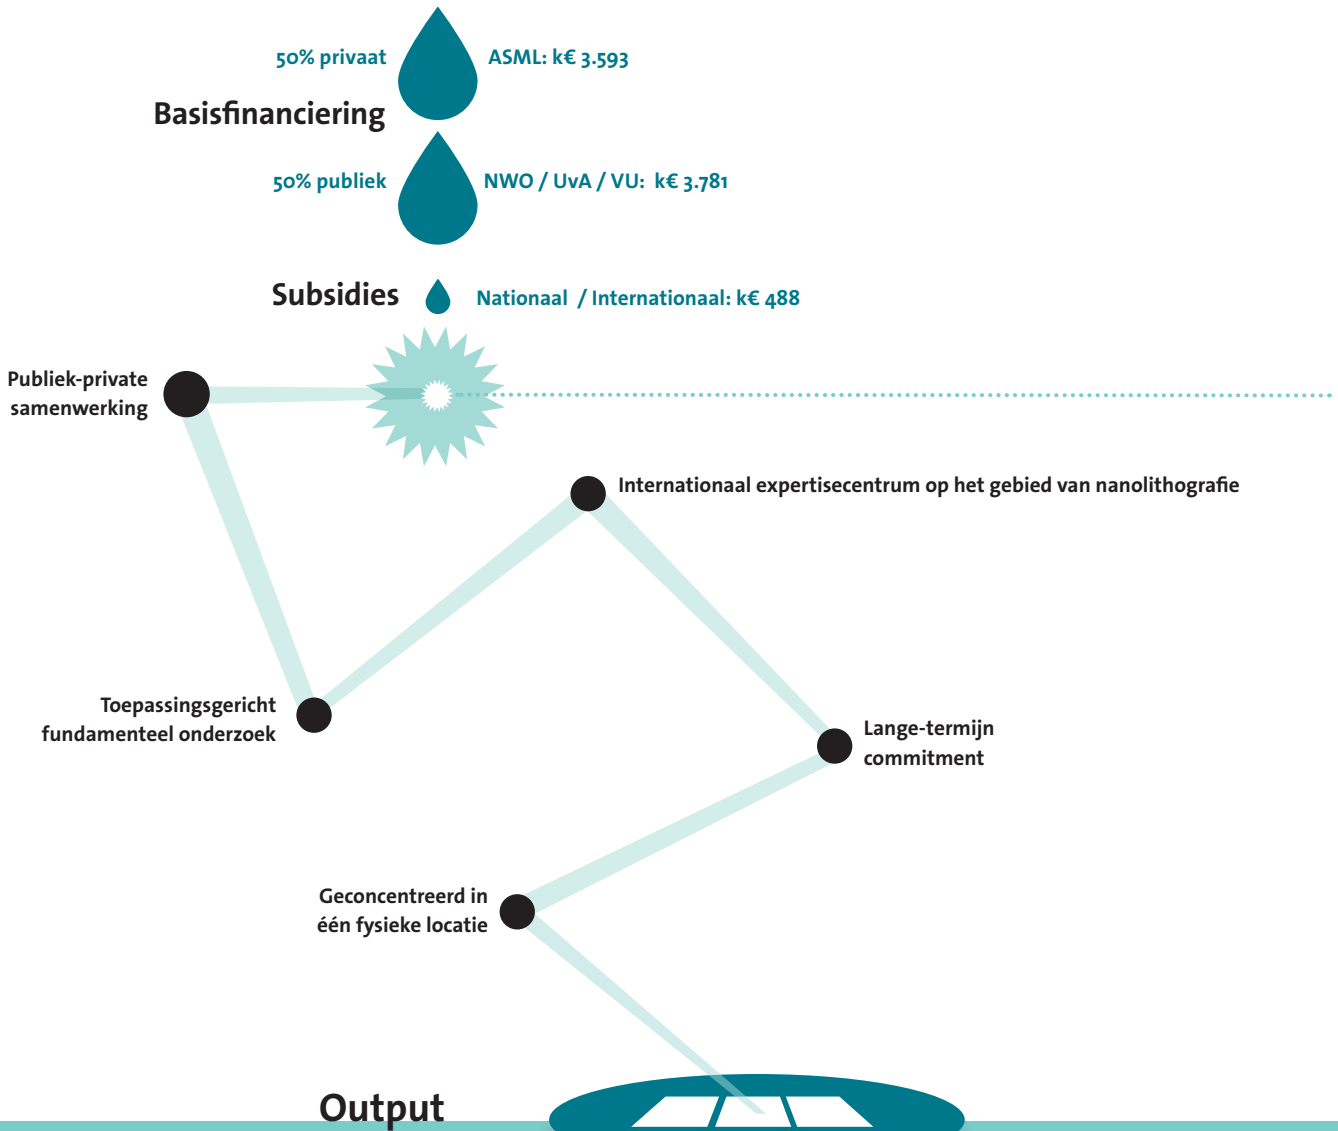 50% privaat
ASML: k€ 3.593
Basisfinanciering
50% publiek
NWO / UvA / VU: k€ 3.781
Subsidies
Nationaal / Internationaal: k€ 488
Publiek-private
samenwerking
Internationaal expertisecentrum op het gebied van nanolithografie
Toepassingsgericht
fundamenteel onderzoek
Lange-termijn
commitment
Geconcentreerd in
één fysieke locatie
Output